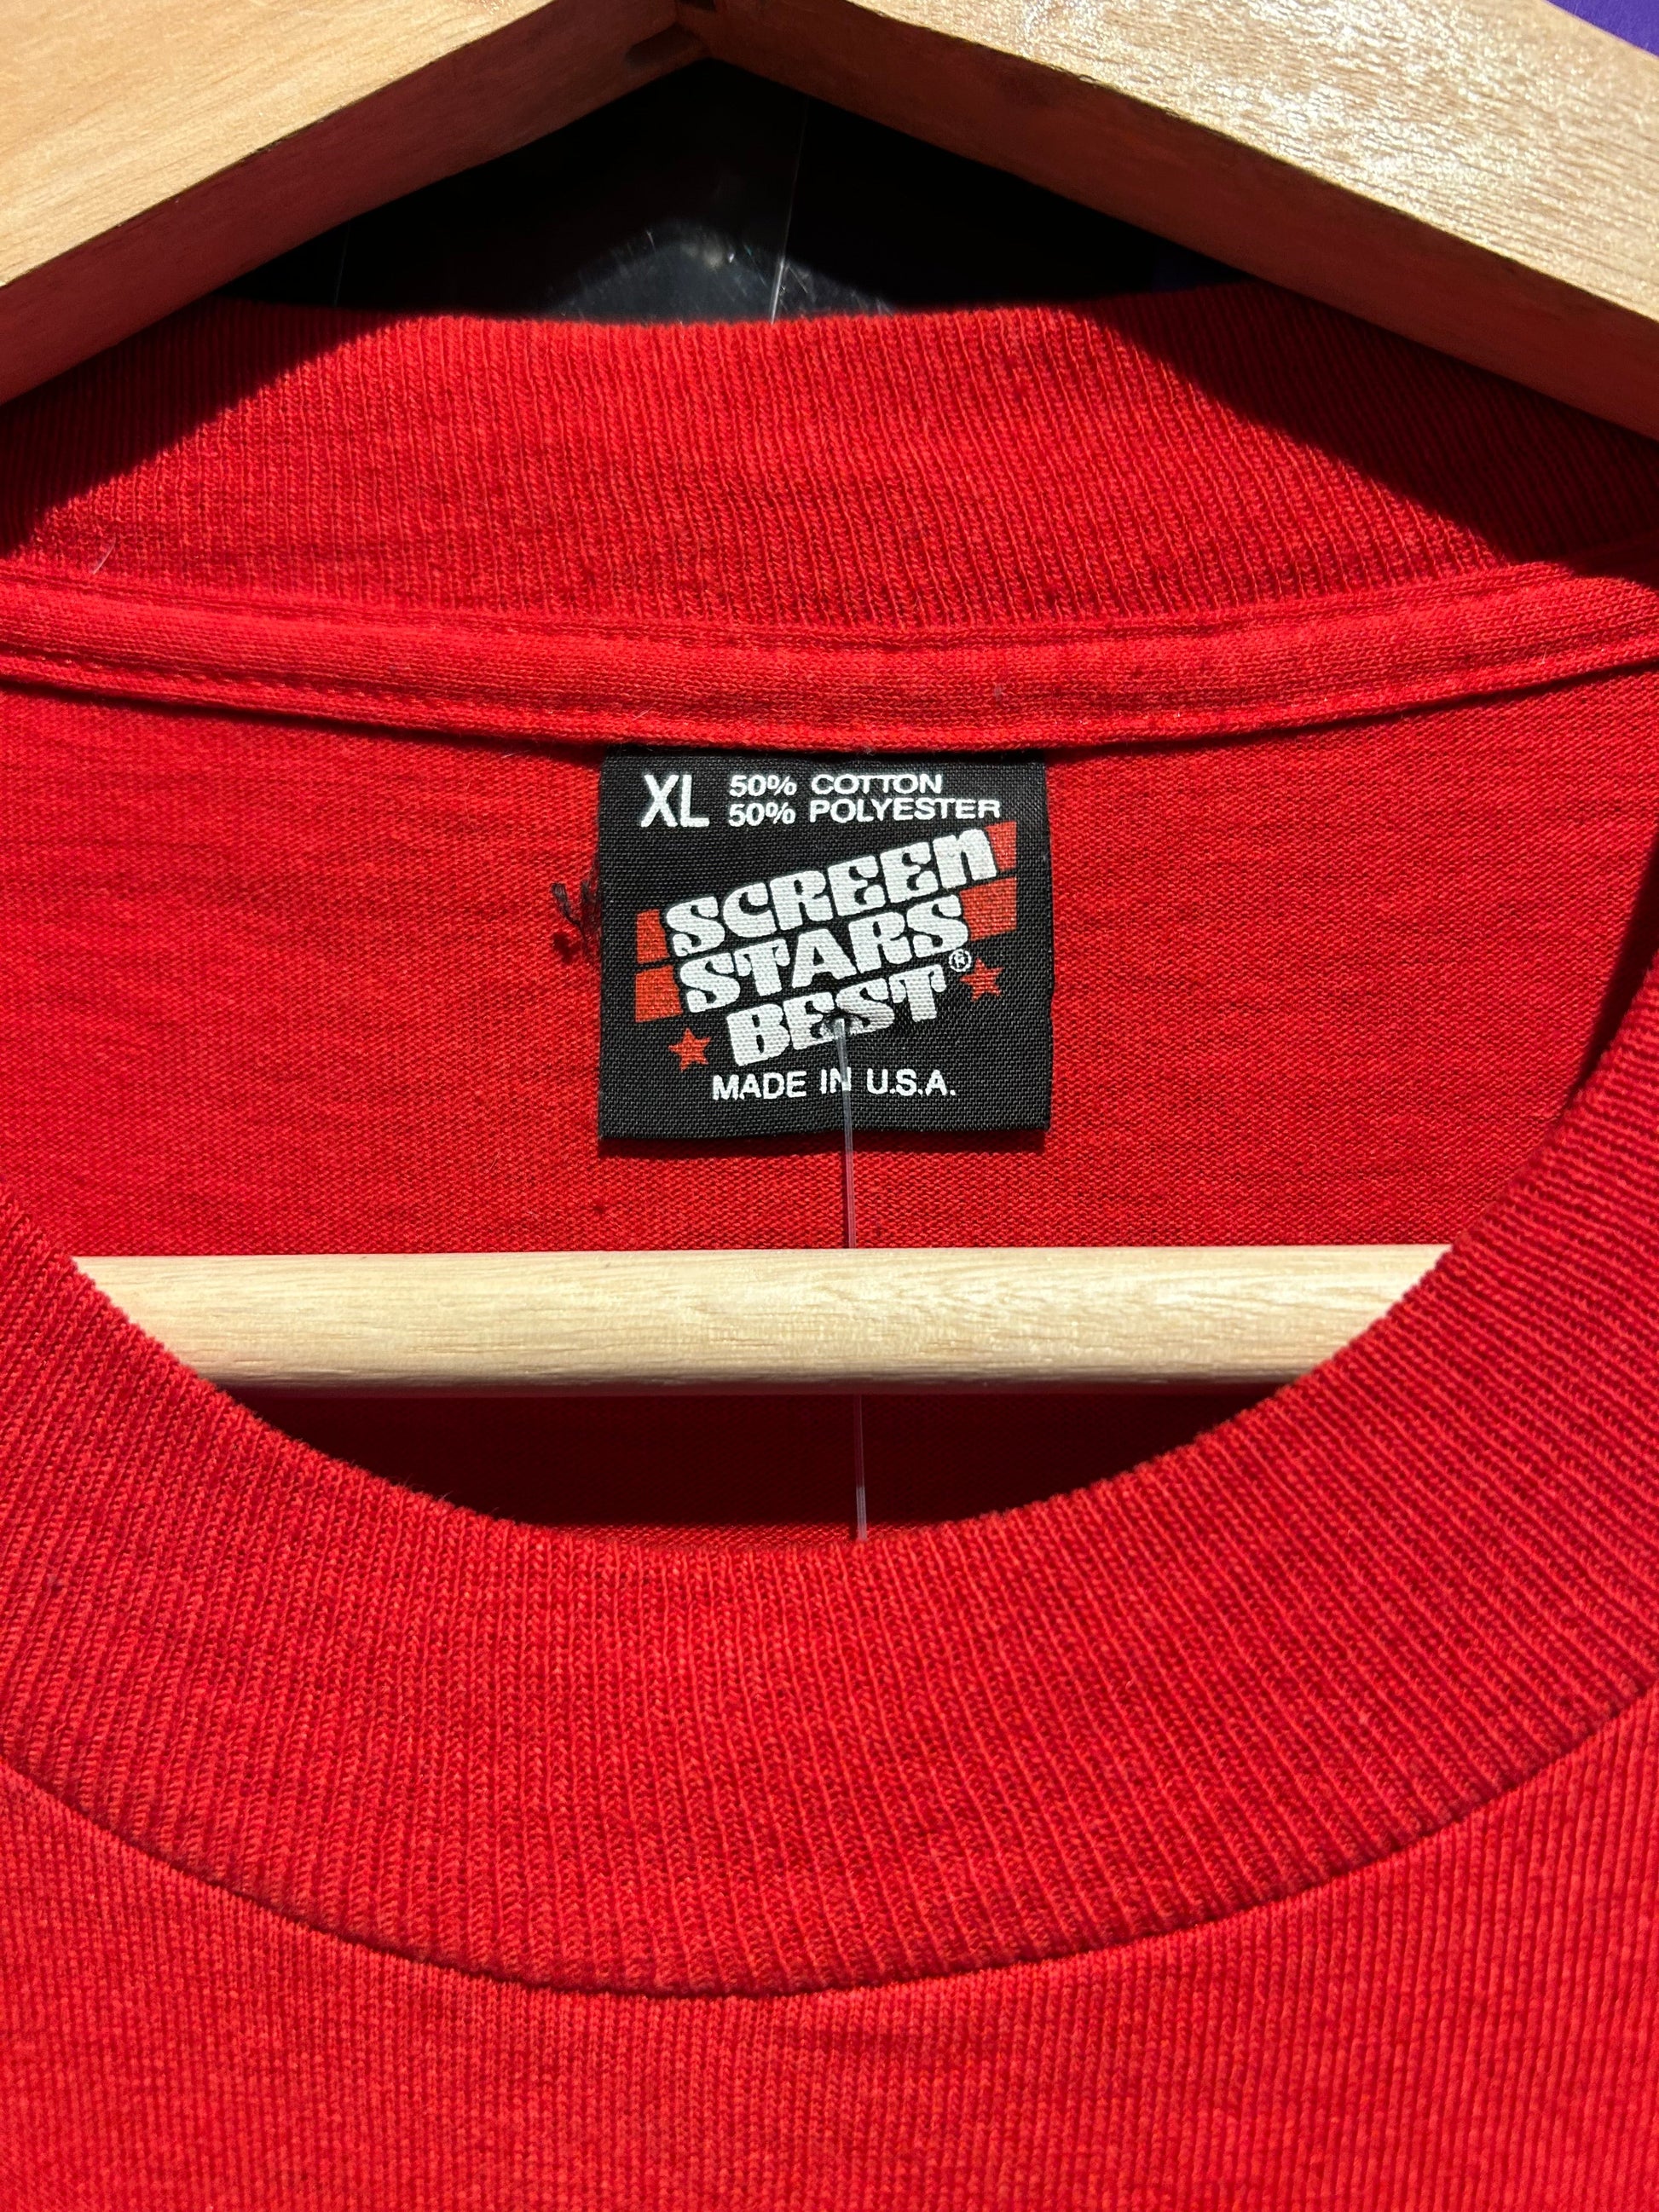 XL 50% COTTON
50% POLYESTER
SCREEN
STARS
BEST®
MADE IN U.S.A.